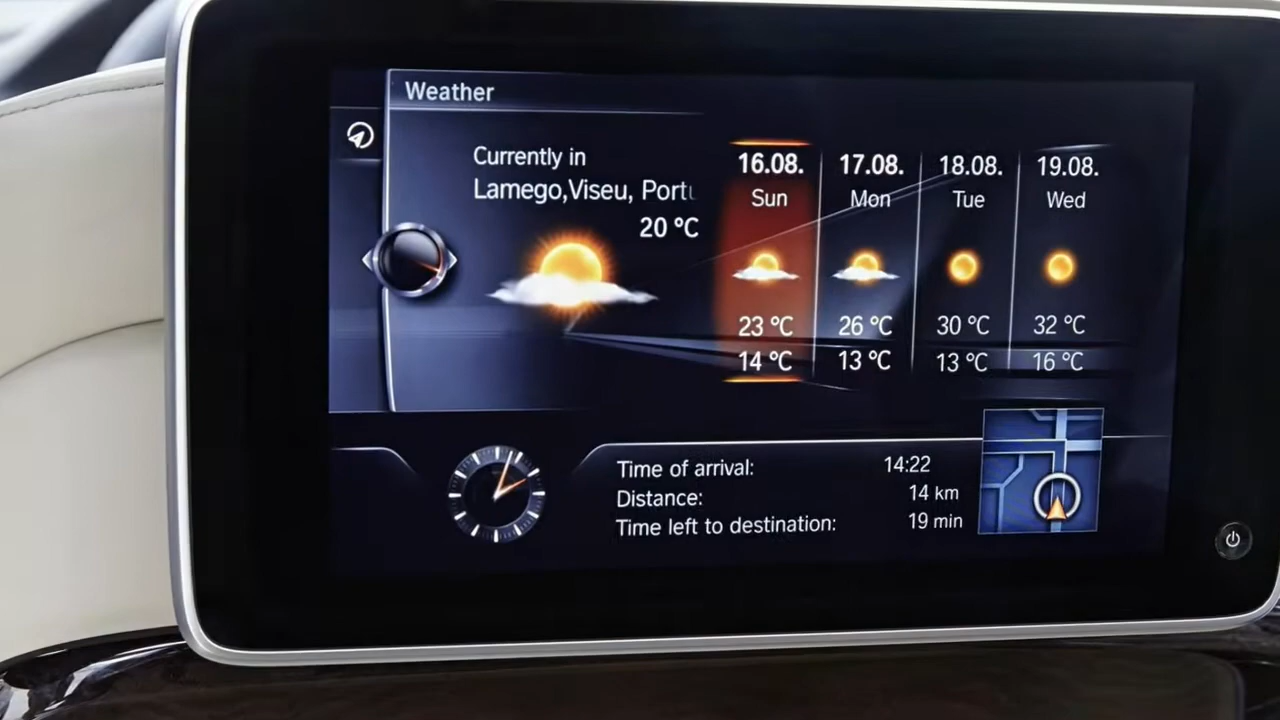 Weather
Currently in
Lamego,Viseu, Port
20 °C
16.08. 17.08. 18.08. 19.08.
Sun Mon Tue Wed
23 °C 26 °C 30 °C 32 °C
14 °C 13 °C 13 °C 16 °C
Time of arrival: 14:22
Distance: 14 km
Time left to destination: 19 min